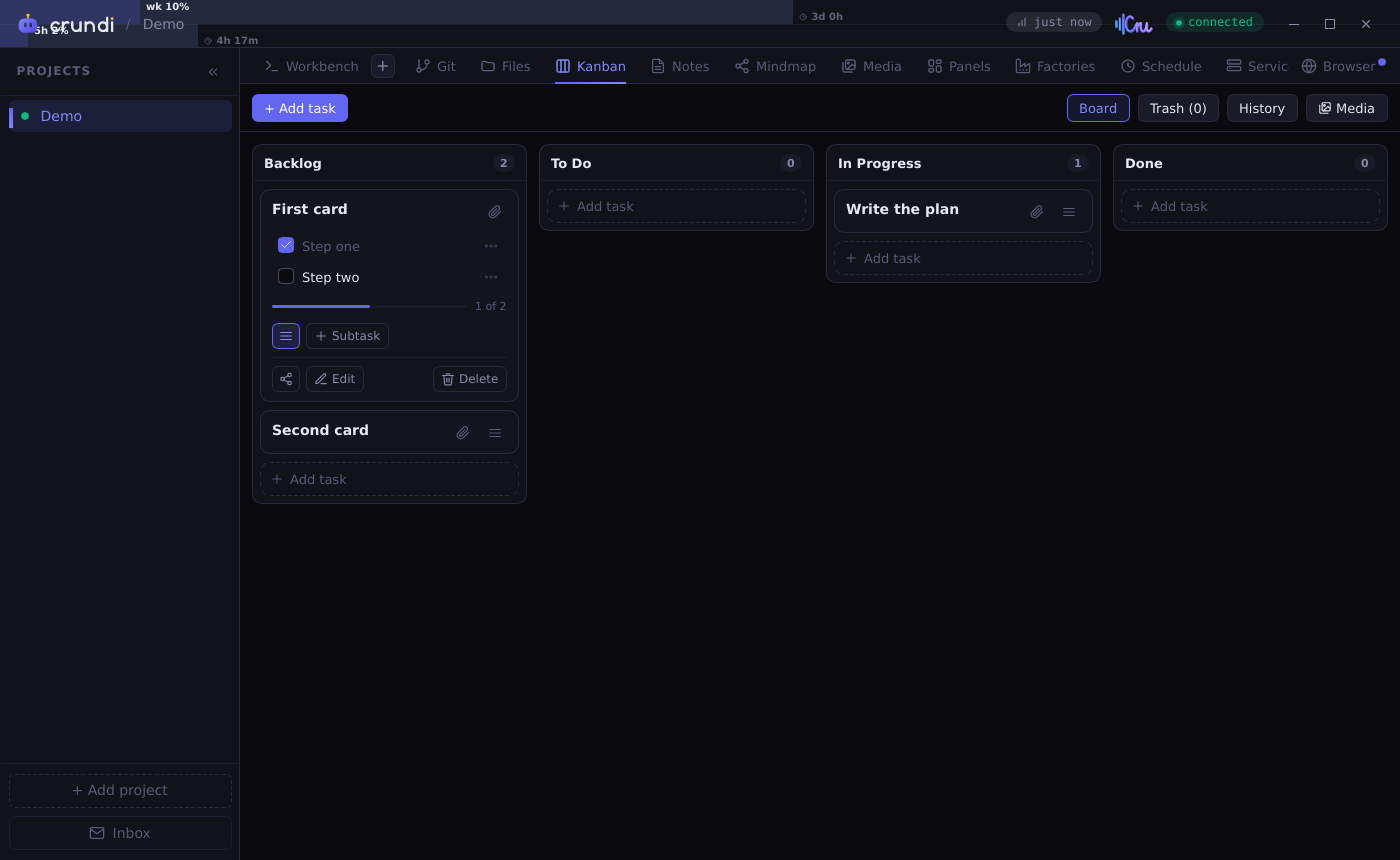 wk 10%
crundi / Demo
5h 2%
4h 17m
3d 0h
just now
Cru
connected
PROJECTS
Demo
+ Add project
Inbox
Workbench
Git
Files
Kanban
Notes
Mindmap
Media
Panels
Factories
Schedule
Servic
Browser
+ Add task
Board
Trash (0)
History
Media
Backlog 2
First card
Step one
Step two
1 of 2
+ Subtask
Edit
Delete
Second card
+ Add task
To Do 0
+ Add task
In Progress 1
Write the plan
+ Add task
Done 0
+ Add task